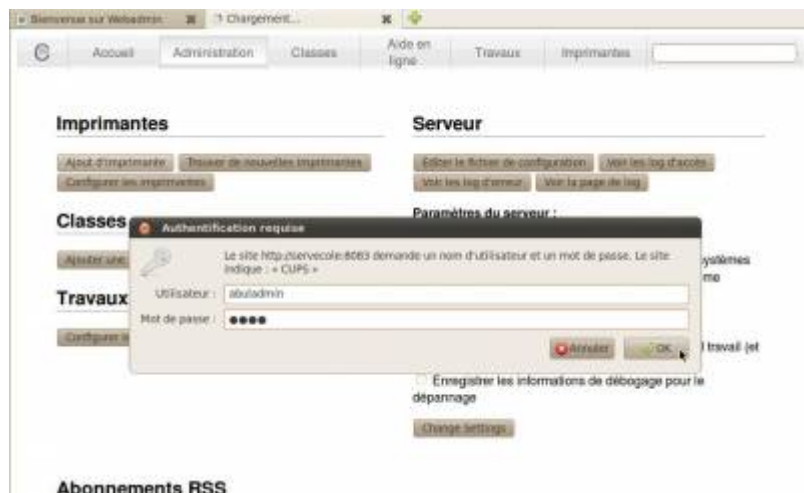 Bienvenue sur Webadmin
Chargement...
Accueil
Administration
Classes
Aide en ligne
Travaux
Imprimantes
Imprimantes
Ajout d'imprimante
Trouver de nouvelles imprimantes
Configurer les imprimantes
Serveur
Editer le fichier de configuration
Voir les log d'accès
Voir les log d'erreur
Voir la page de log
Paramètres du serveur :
Classes
Ajouter une
Travaux
Configurer
Authentification requise
Le site http://servecole:8083 demande un nom d'utilisateur et un mot de passe. Le site
indique : « CUPS »
Utilisateur : abuladmin
Mot de passe : ●●●●
Annuler
OK
ystèmes
me
l travail (et
Enregistrer les informations de débogage pour le
dépannage
Change Settings
Abonnements RSS